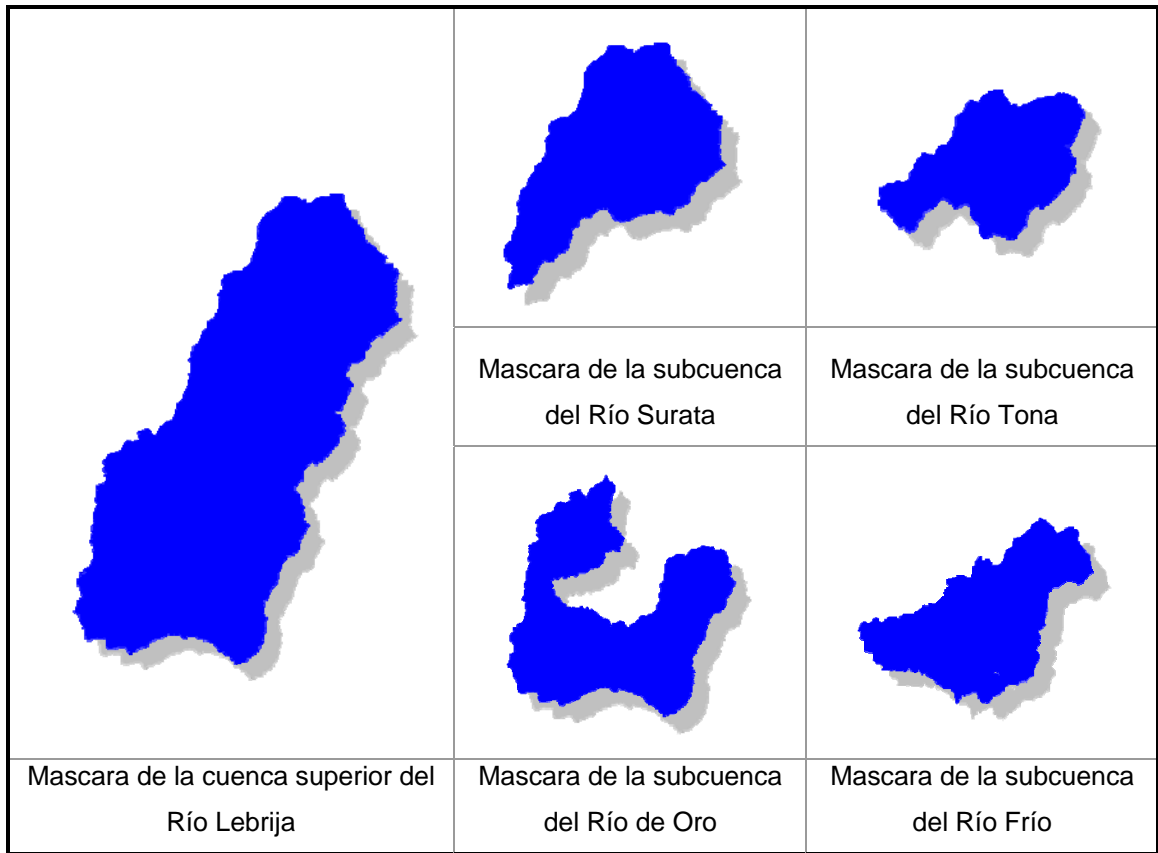 Mascara de la subcuenca
del Río Surata
Mascara de la subcuenca
del Río Tona
Mascara de la cuenca superior del
Río Lebrija
Mascara de la subcuenca
del Río de Oro
Mascara de la subcuenca
del Río Frío